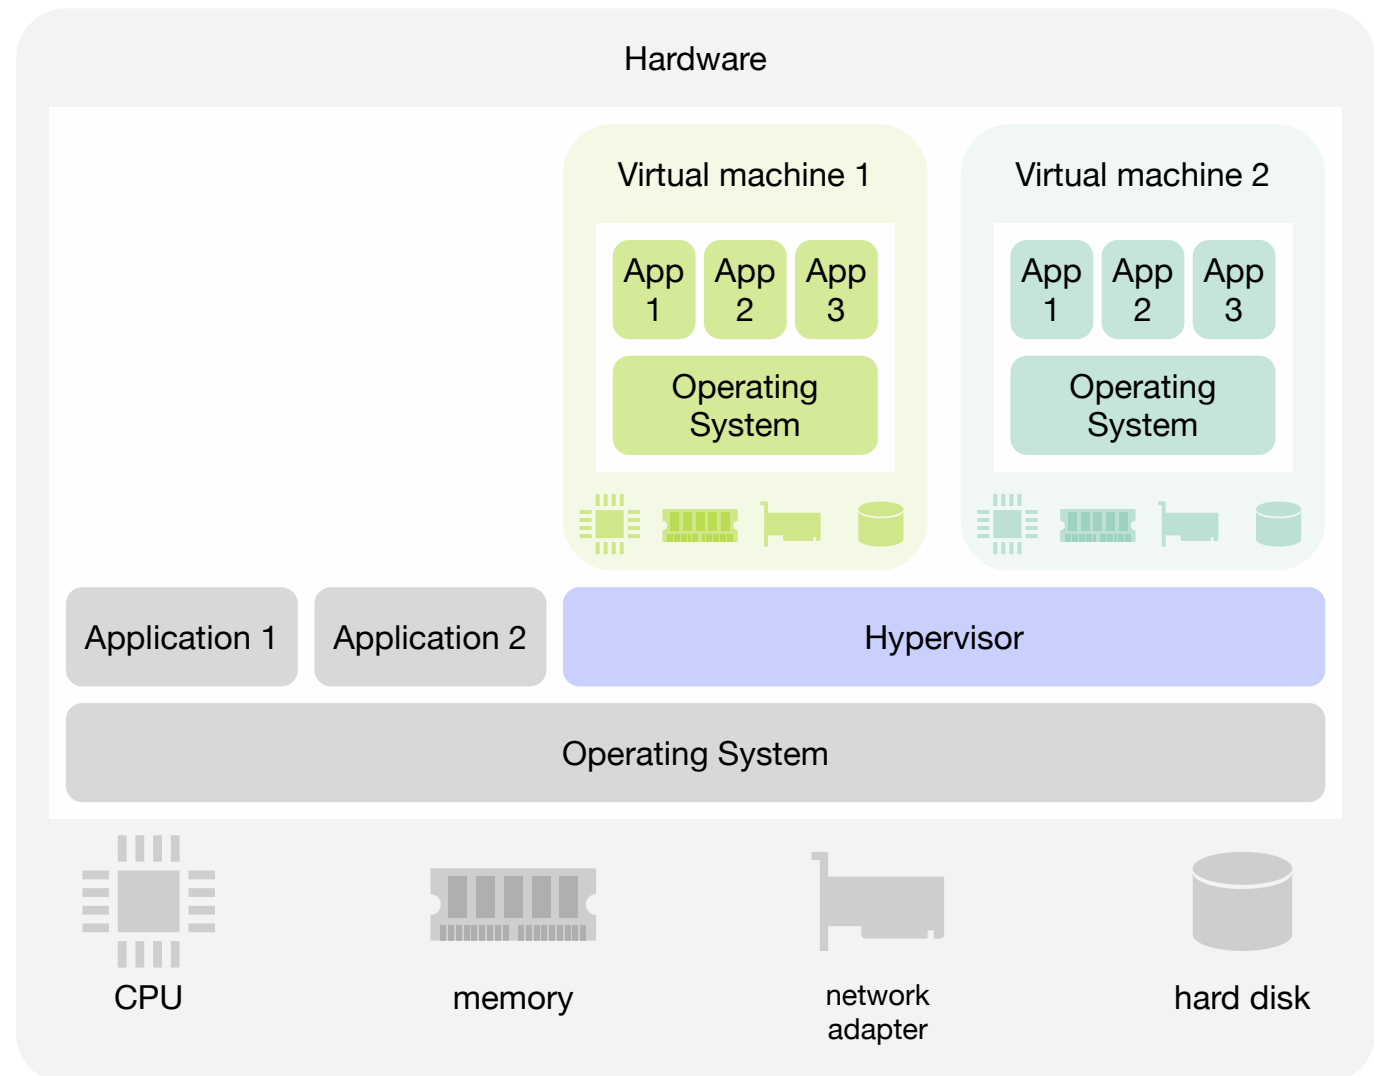 Hardware
Virtual machine 1
App
1
App
2
App
3
Operating
System
Virtual machine 2
App
1
App
2
App
3
Operating
System
Application 1
Application 2
Hypervisor
Operating System
CPU
memory
network
adapter
hard disk